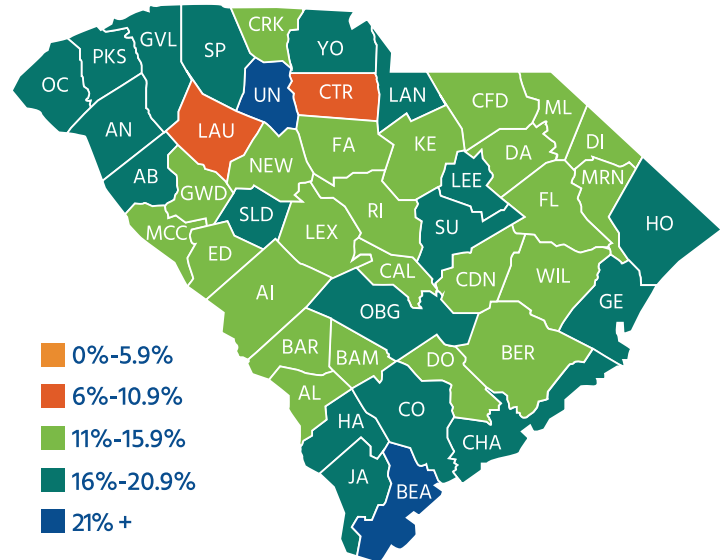 CRK
GVL
YO
PKS
SP
OC
UN
CTR
LAN
CFD
ML
AN
LAU
DI
FA
KE
DA
NEW
AB
LEE
MRN
GWD
FL
SLD
RI
HO
MCC
LEX
SU
ED
CAL
CDN
WIL
AI
GE
OBG
BAR
BAM
DO
BER
AL
CO
HA
CHA
JA
BEA
0%-5.9%
6%-10.9%
11%-15.9%
16%-20.9%
21% +